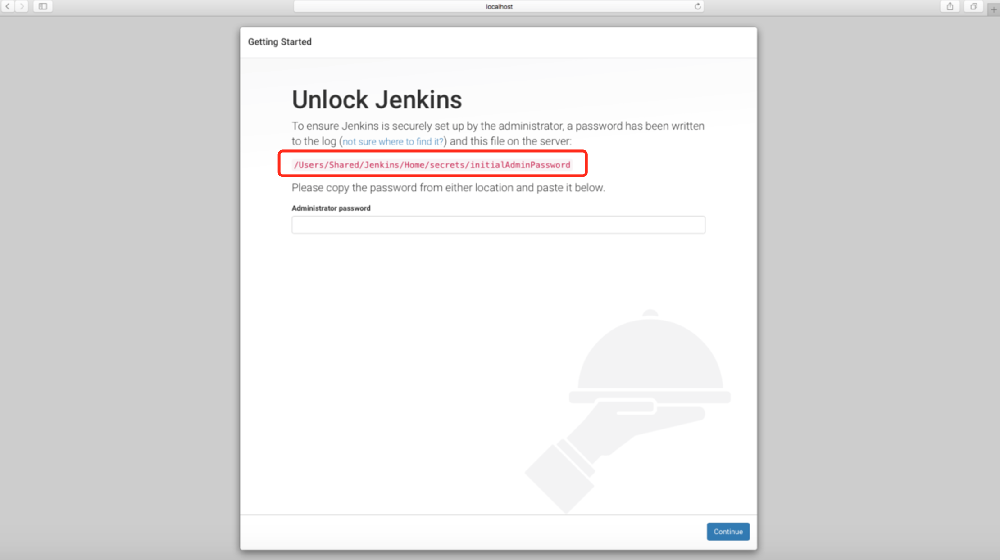 localhost
Getting Started
Unlock Jenkins
To ensure Jenkins is securely set up by the administrator, a password has been written
to the log (not sure where to find it?) and this file on the server:
/Users/Shared/Jenkins/Home/secrets/initialAdminPassword
Please copy the password from either location and paste it below.
Administrator password
Continue